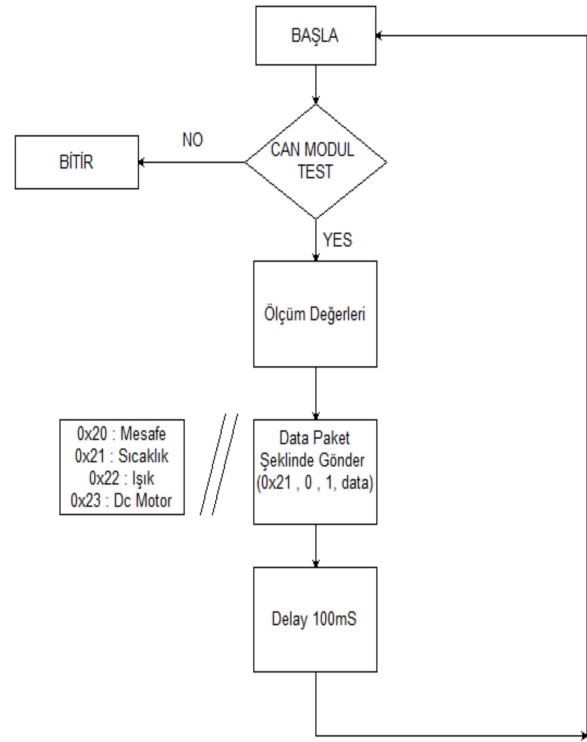 BAŞLA
CAN MODUL
TEST
NO
BİTİR
YES
Ölçüm Değerleri
0x20 : Mesafe
0x21 : Sıcaklık
0x22 : Işık
0x23 : Dc Motor
Data Paket
Şeklinde Gönder
(0x21 , 0 , 1, data)
Delay 100mS